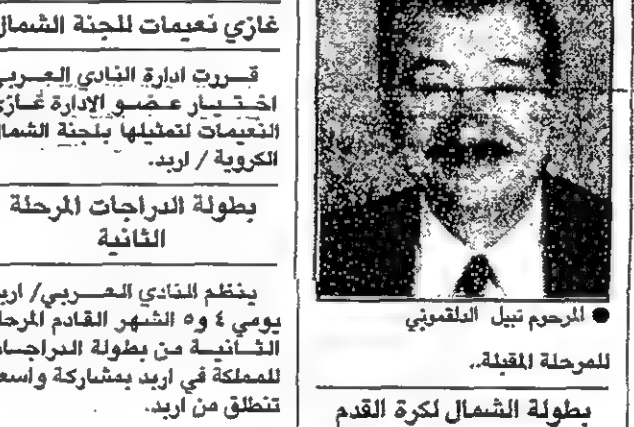 غازي نعيمات للجنة الشمال
قررت ادارة النادي العربي
اختيار عضو الادارة غازي
النعيمات لتمثيلها بلجنة الشمال
الكروية / اربد.
بطولة الدراجات المرحلة
الثانية
ينظم النادي العربي/ اربد
يومي ٤ و٥ الشهر القادم المرحلة
الثانية من بطولة الدراجات
للمملكة في اربد بمشاركة واسعة
تنطلق من اربد.
● المرحوم نبيل الدلقموني
للمرحلة المقبلة..
بطولة الشمال لكرة القدم